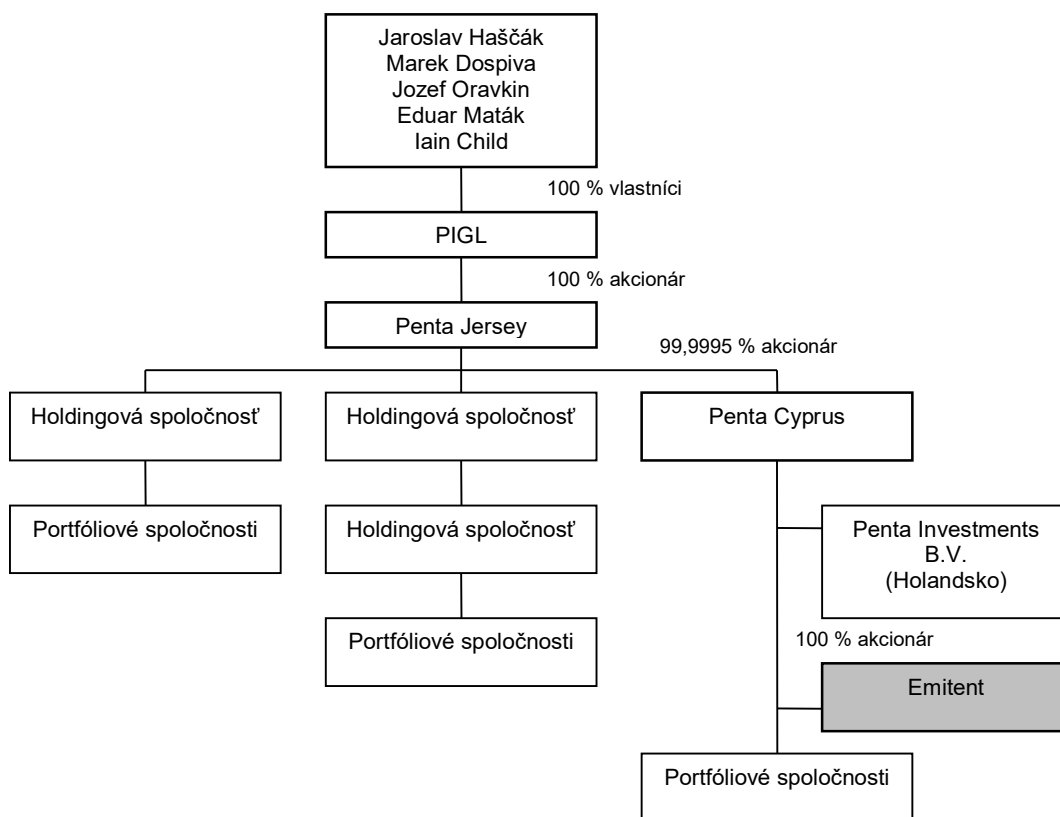 Jaroslav Haščák
Marek Dospiva
Jozef Oravkin
Eduar Maták
Iain Child
100 % vlastníci
PIGL
100 % akcionár
Penta Jersey
99,9995 % akcionár
Holdingová spoločnosť
Holdingová spoločnosť
Penta Cyprus
Portfóliové spoločnosti
Holdingová spoločnosť
Penta Investments
B.V.
(Holandsko)
Portfóliové spoločnosti
100 % akcionár
Emitent
Portfóliové spoločnosti